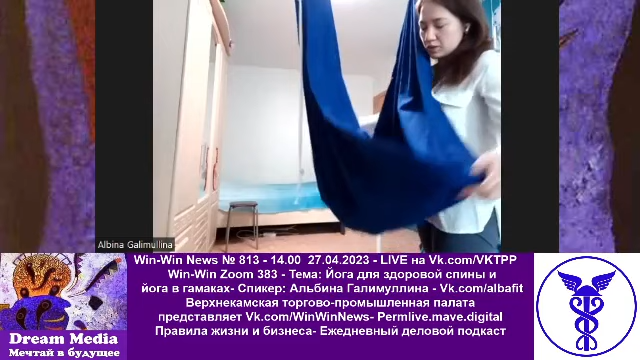 Albina Galimullina
Win-Win News № 813 - 14.00 27.04.2023 - LIVE на Vk.com/VKTPP
Win-Win Zoom 383 - Тема: Йога для здоровой спины и
йога в гамаках- Спикер: Альбина Галимуллина - Vk.com/albafit
Верхнекамская торгово-промышленная палата
представляет Vk.com/WinWinNews- Permlive.mave.digital
Правила жизни и бизнеса- Ежедневный деловой подкаст
Dream Media
Мечтай в будущее